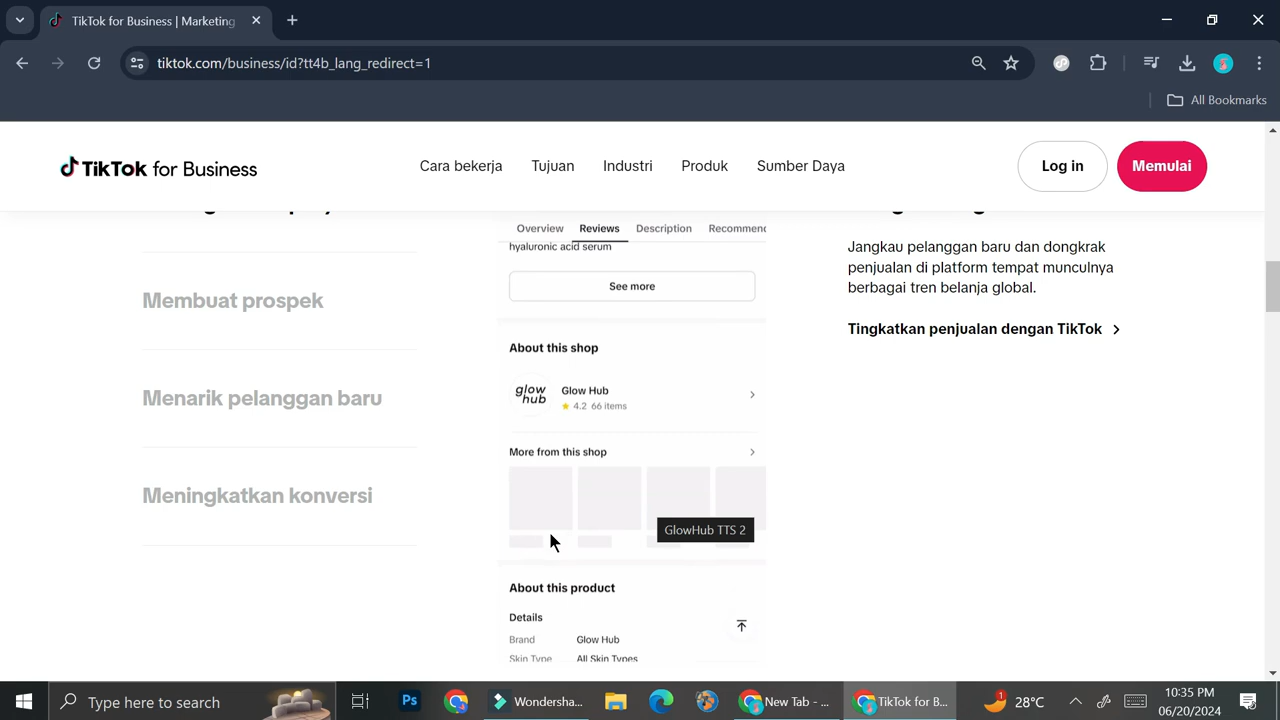 TikTok for Business | Marketing
tiktok.com/business/id?tt4b_lang_redirect=1
All Bookmarks
TikTok for Business
Cara bekerja
Tujuan
Industri
Produk
Sumber Daya
Log in
Memulai
Membuat prospek
Menarik pelanggan baru
Meningkatkan konversi
Overview
Reviews
Description
Recommend
hyaluronic acid serum
See more
About this shop
glow
hub
Glow Hub
4.2 66 items
More from this shop
GlowHub TTS 2
About this product
Details
Brand Glow Hub
Skin Type All Skin Types
Jangkau pelanggan baru dan dongkrak
penjualan di platform tempat munculnya
berbagai tren belanja global.
Tingkatkan penjualan dengan TikTok
Type here to search
Ps
Wondersha...
New Tab - ...
TikTok for B...
1
28°C
10:35 PM
06/20/2024